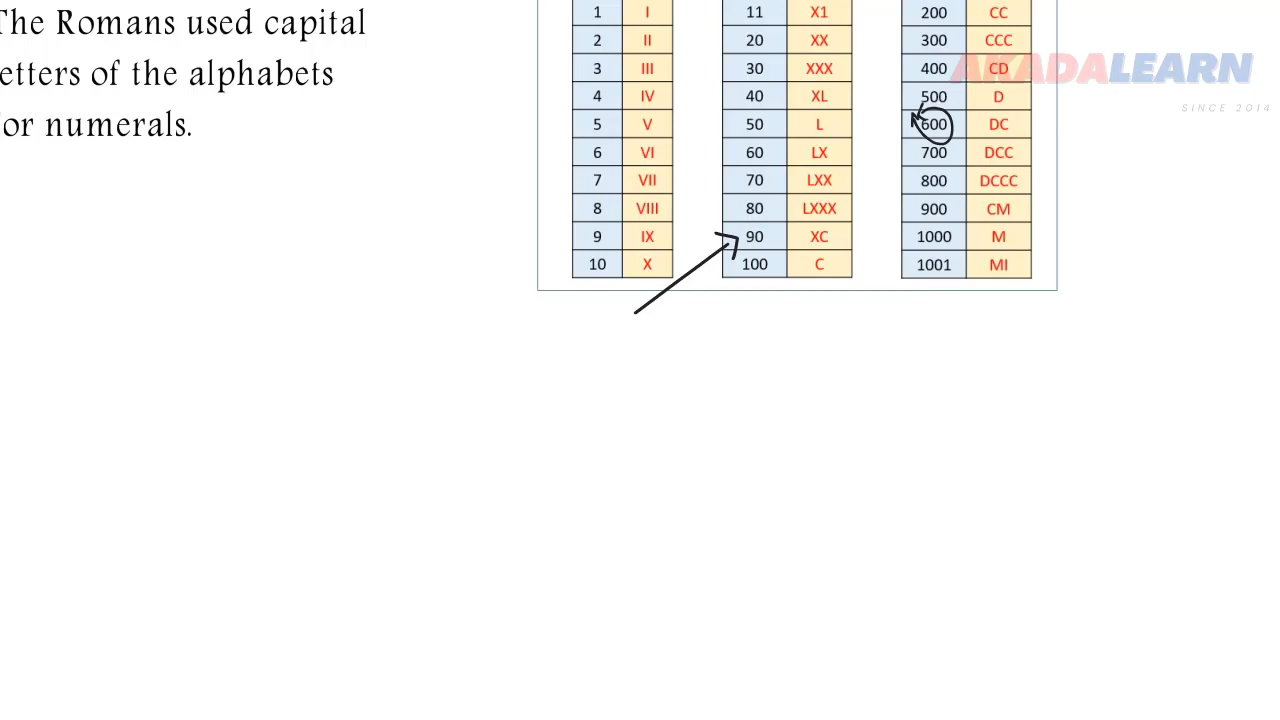 The Romans used capital
etters of the alphabets
or numerals.
1 I 11 X1 200 CC
2 II 20 XX 300 CCC
3 III 30 XXX 400 CD
4 IV 40 XL 500 D
5 V 50 L 600 DC
6 VI 60 LX 700 DCC
7 VII 70 LXX 800 DCCC
8 VIII 80 LXXX 900 CM
9 IX 90 XC 1000 M
10 X 100 C 1001 MI
AKADALEARN
SINCE 2014